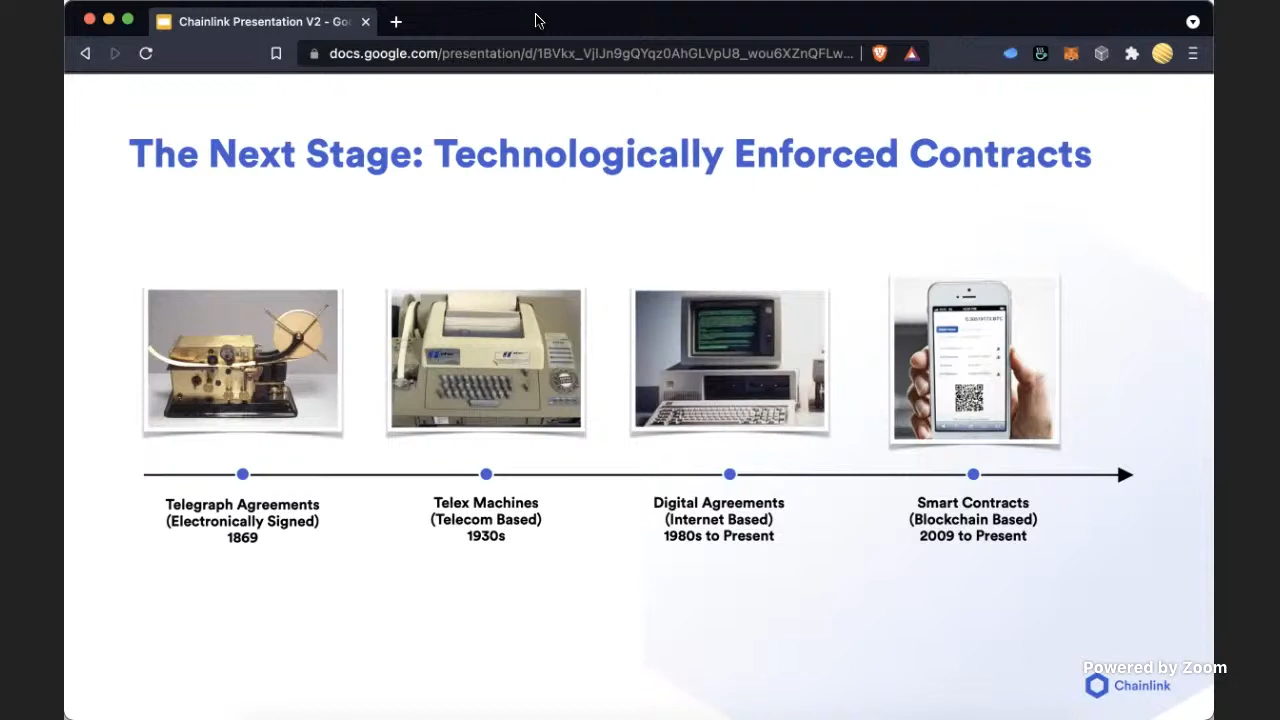 Chainlink Presentation V2 - Goo
docs.google.com/presentation/d/1BVkx_VjlJn9gQYqz0AhGLVpU8_wou6XZnQFLw...
The Next Stage: Technologically Enforced Contracts
Telegraph Agreements
(Electronically Signed)
1869
Telex Machines
(Telecom Based)
1930s
Digital Agreements
(Internet Based)
1980s to Present
Smart Contracts
(Blockchain Based)
2009 to Present
Powered by Zoom
Chainlink